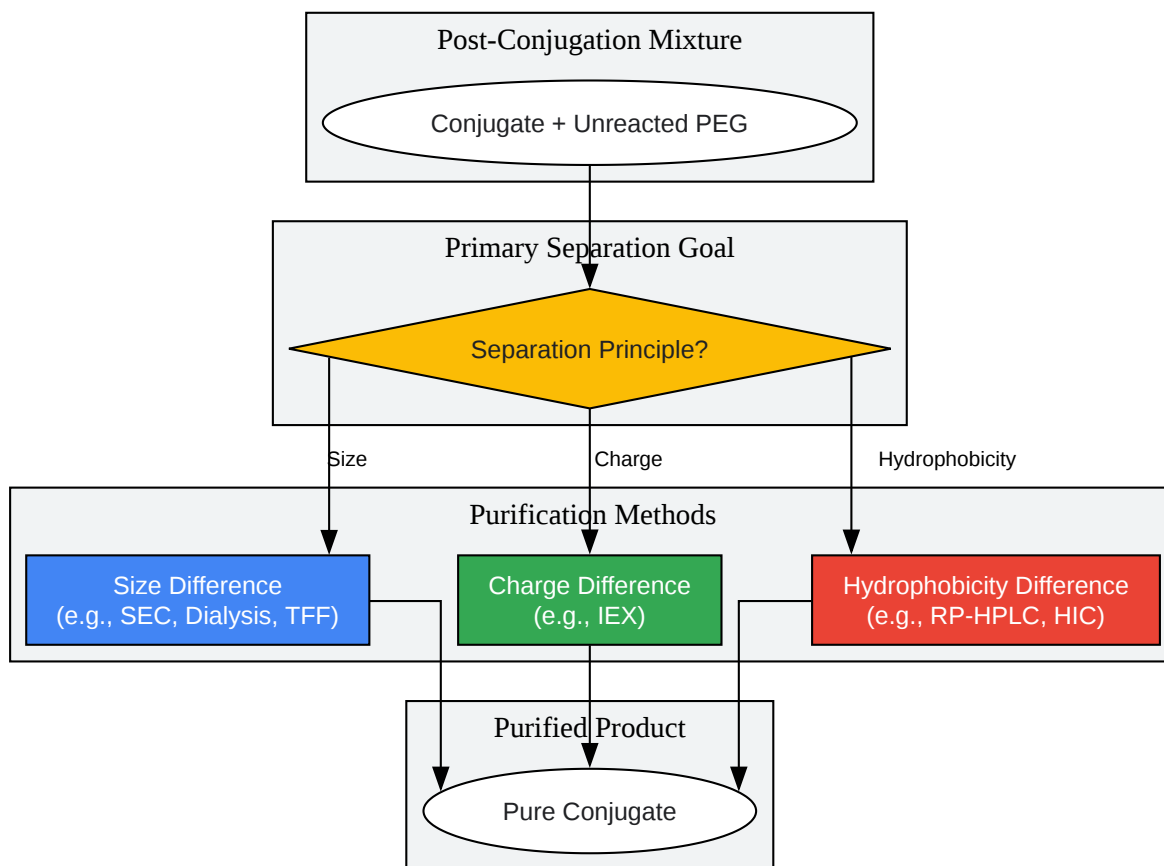 Post-Conjugation Mixture
Conjugate + Unreacted PEG
Primary Separation Goal
Separation Principle?
Size
Charge
Hydrophobicity
Purification Methods
Size Difference
(e.g., SEC, Dialysis, TFF)
Charge Difference
(e.g., IEX)
Hydrophobicity Difference
(e.g., RP-HPLC, HIC)
Purified Product
Pure Conjugate